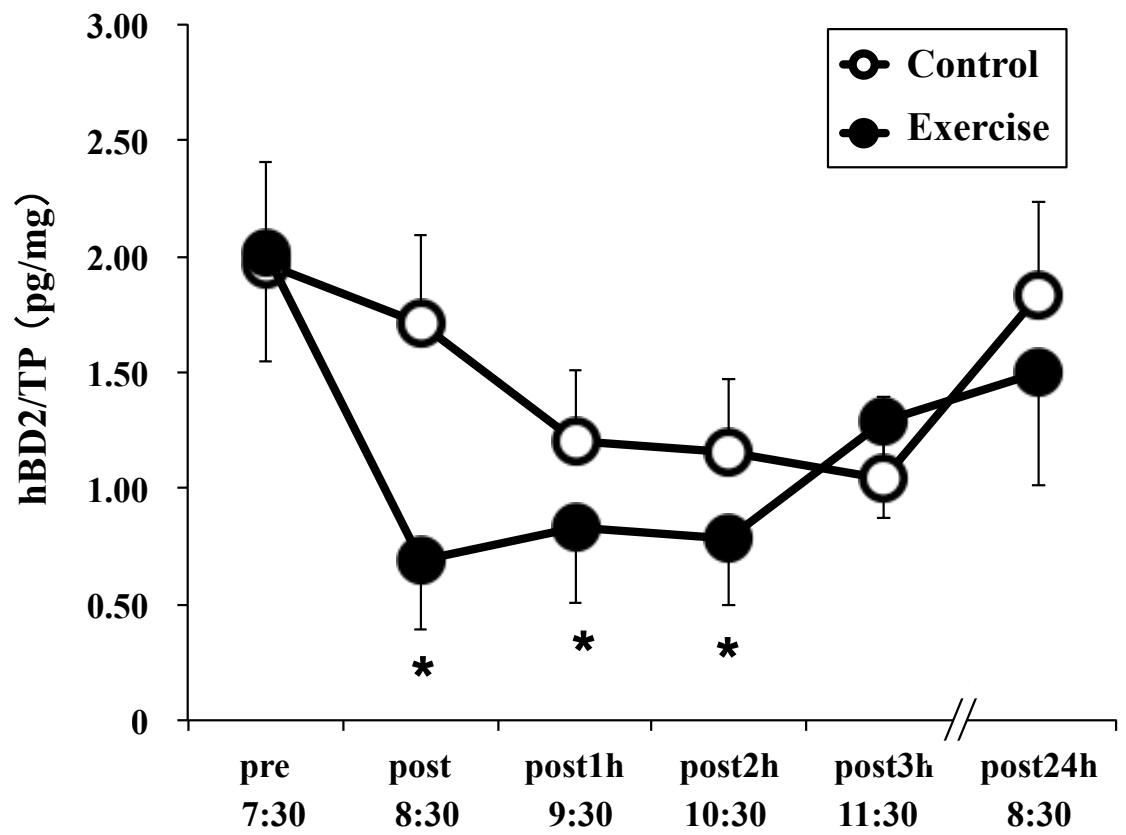 3.00
2.50
2.00
1.50
1.00
0.50
0
hBD2/TP（pg/mg）
Control
Exercise
*
*
*
pre post post1h post2h post3h post24h
7:30 8:30 9:30 10:30 11:30 8:30